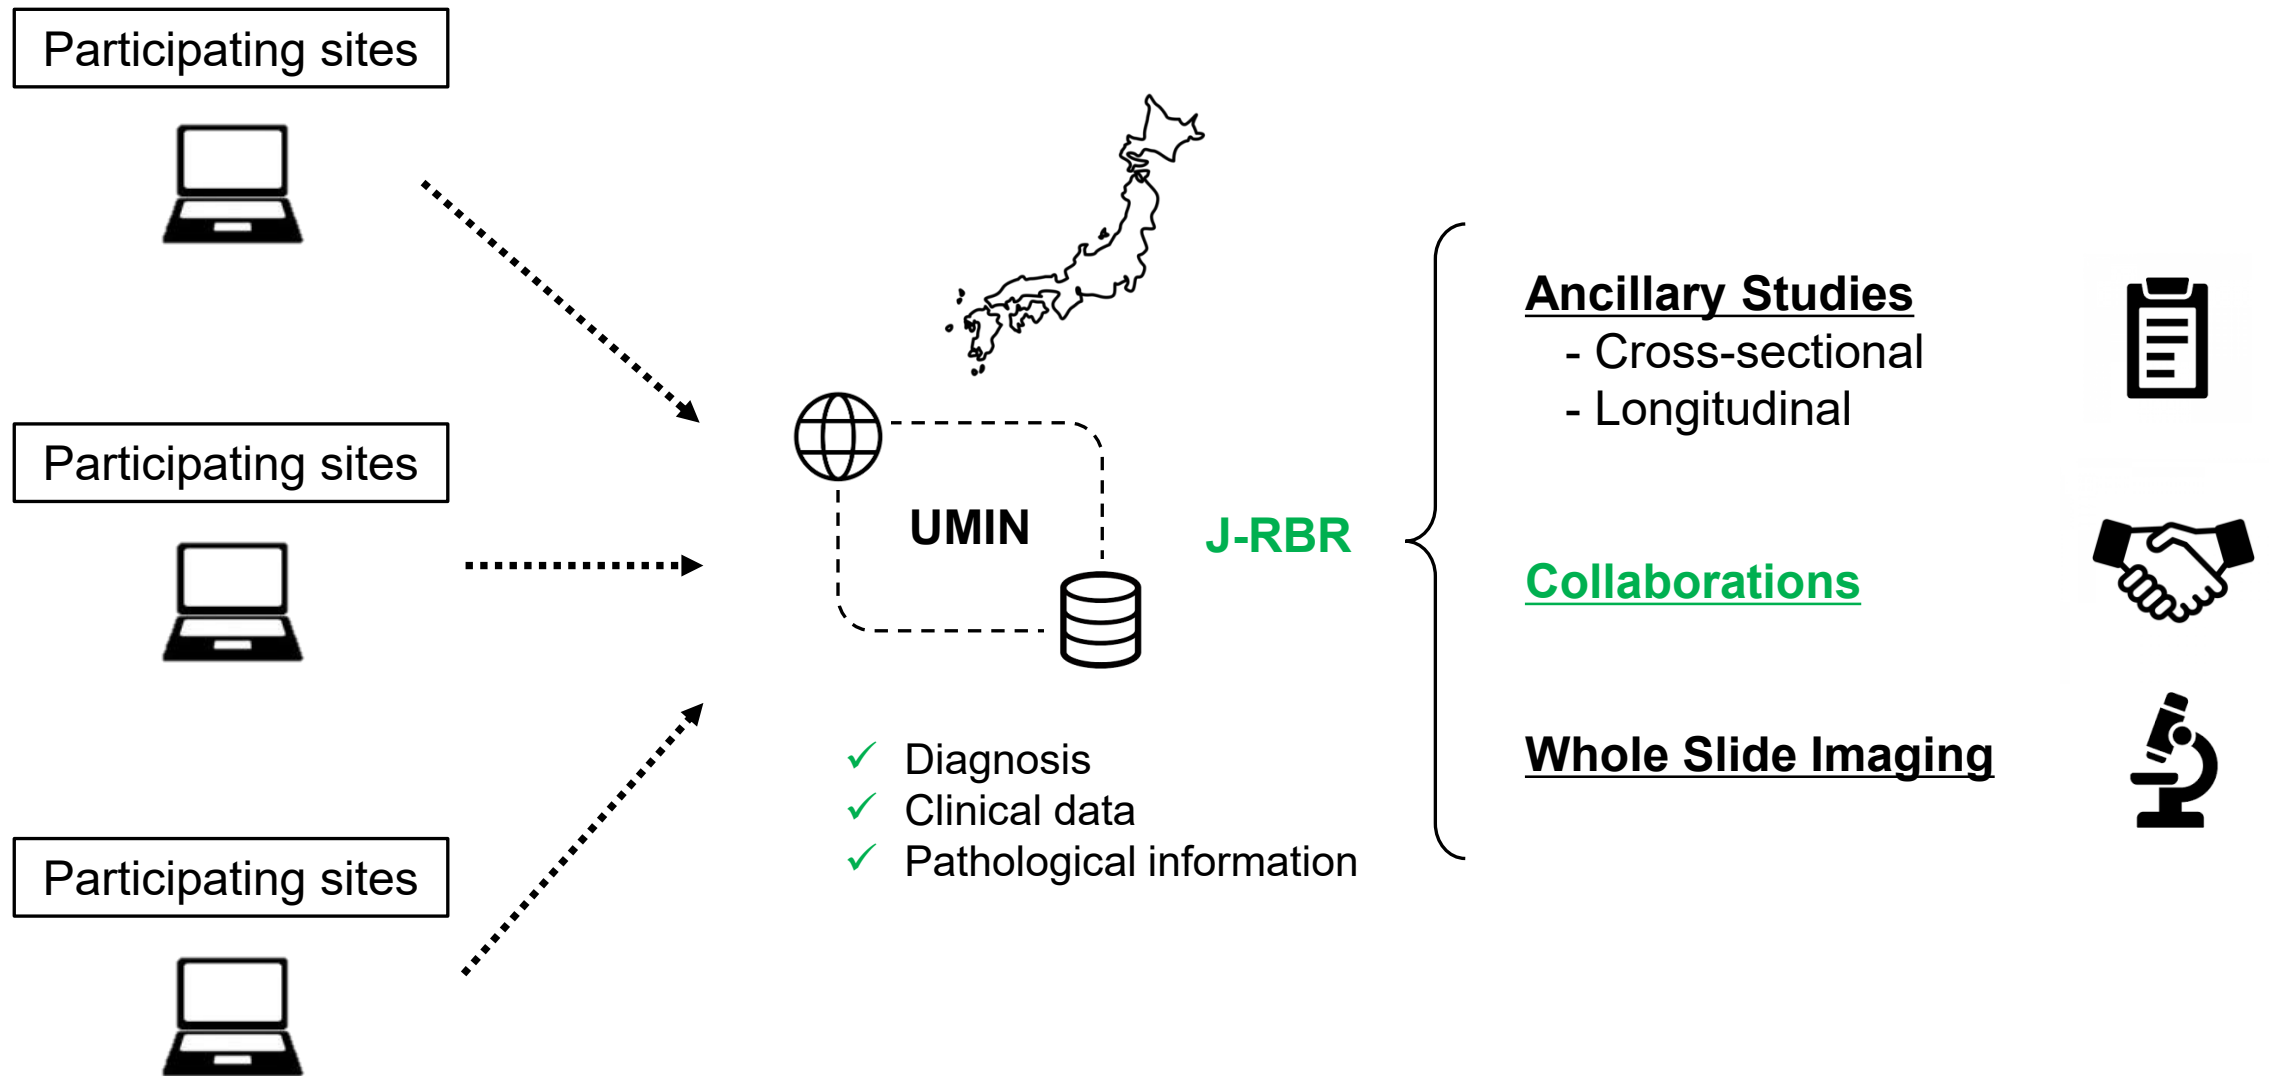 Participating sites
Participating sites
Participating sites
UMIN
J-RBR
✓ Diagnosis
✓ Clinical data
✓ Pathological information
Ancillary Studies
- Cross-sectional
- Longitudinal
Collaborations
Whole Slide Imaging